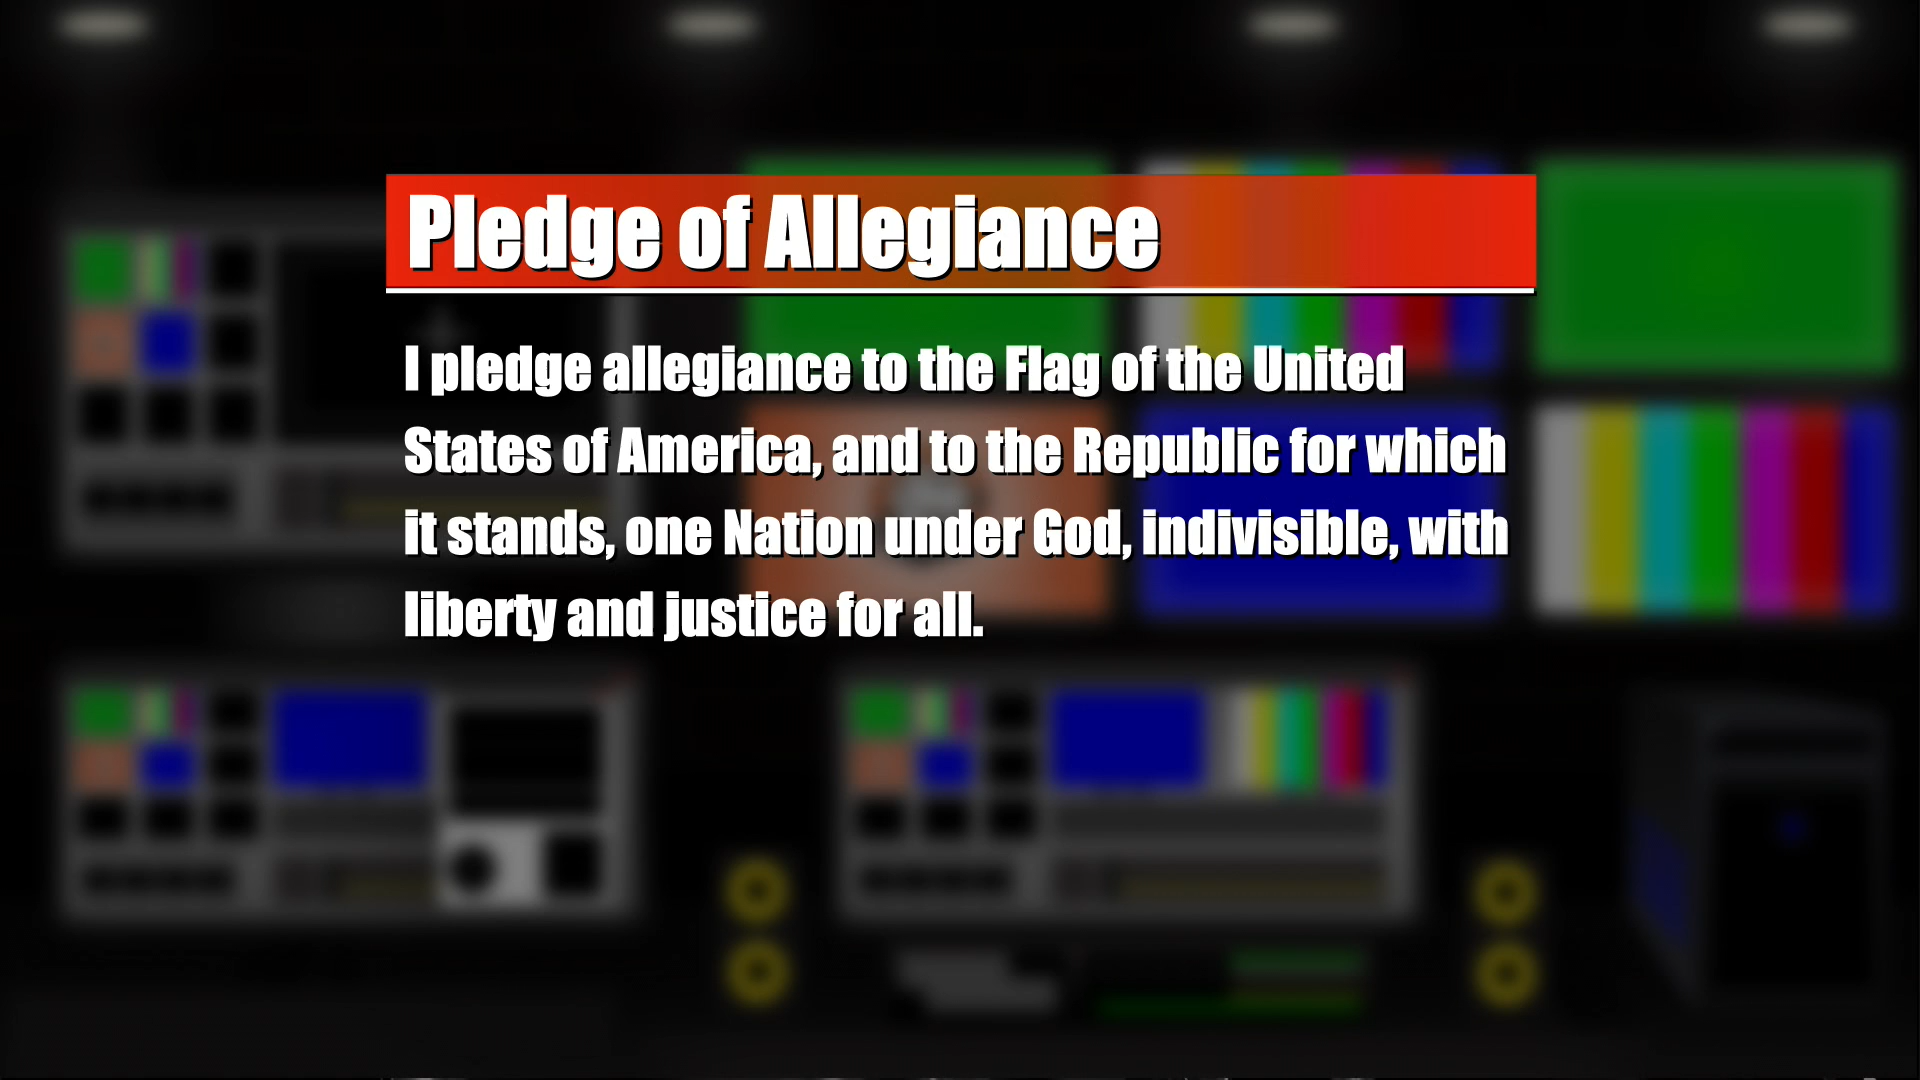 Pledge of Allegiance
I pledge allegiance to the Flag of the United
States of America, and to the Republic for which
it stands, one Nation under God, indivisible, with
liberty and justice for all.